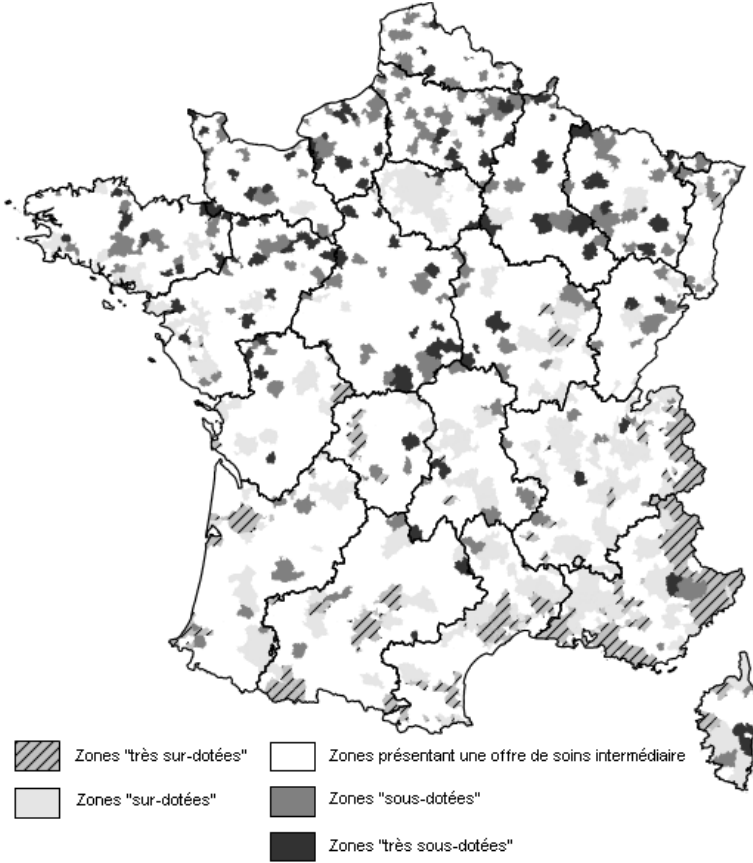 Zones "très sur-dotées"
Zones présentant une offre de soins intermédiaire
Zones "sur-dotées"
Zones "sous-dotées"
Zones "très sous-dotées"